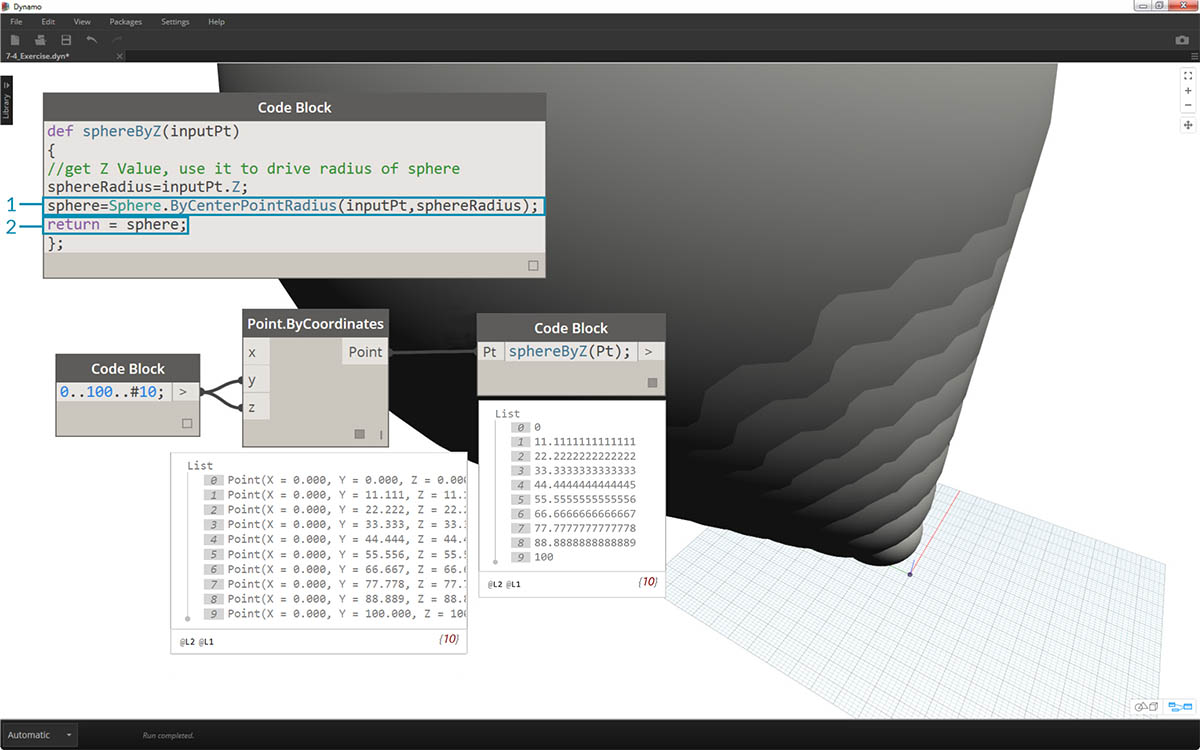 Dynamo
File Edit View Packages Settings Help
7-4_Exercise.dyn*
Library
Code Block
def sphereByZ(inputPt)
{
//get Z Value, use it to drive radius of sphere
sphereRadius=inputPt.Z;
1
sphere=Sphere.ByCenterPointRadius(inputPt,sphereRadius);
2
return = sphere;
};
Code Block
0..100..#10; >
Point.ByCoordinates
x Point
y
z
Code Block
Pt sphereByZ(Pt); >
List
0 Point(X = 0.000, Y = 0.000, Z = 0.000
1 Point(X = 0.000, Y = 11.111, Z = 11.1
2 Point(X = 0.000, Y = 22.222, Z = 22.2
3 Point(X = 0.000, Y = 33.333, Z = 33.3
4 Point(X = 0.000, Y = 44.444, Z = 44.4
5 Point(X = 0.000, Y = 55.556, Z = 55.5
6 Point(X = 0.000, Y = 66.667, Z = 66.6
7 Point(X = 0.000, Y = 77.778, Z = 77.7
8 Point(X = 0.000, Y = 88.889, Z = 88.8
9 Point(X = 0.000, Y = 100.000, Z = 100
@L2 @L1 {10}
List
0 0
1 11.1111111111111
2 22.2222222222222
3 33.3333333333333
4 44.4444444444445
5 55.5555555555556
6 66.6666666666667
7 77.7777777777778
8 88.8888888888889
9 100
@L2 @L1 {10}
Automatic
Run completed.